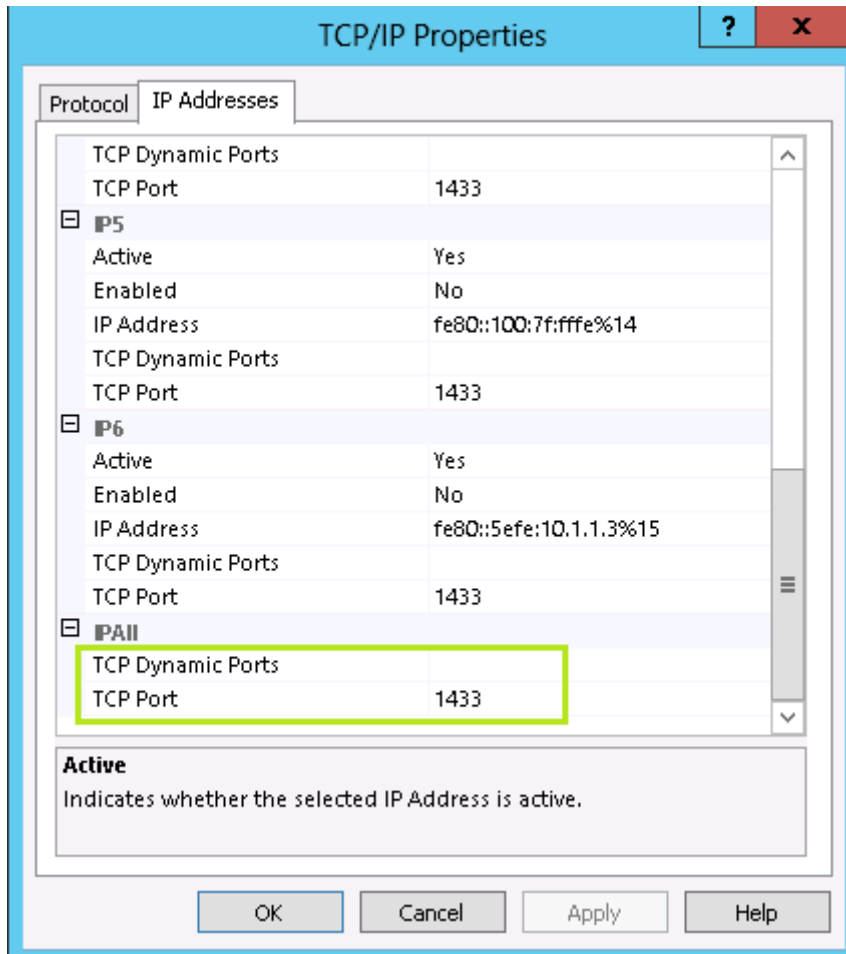 TCP/IP Properties
? x
Protocol IP Addresses
TCP Dynamic Ports
TCP Port 1433
IP5
Active Yes
Enabled No
IP Address fe80::100:7f:fffe%14
TCP Dynamic Ports
TCP Port 1433
IP6
Active Yes
Enabled No
IP Address fe80::5efe:10.1.1.3%15
TCP Dynamic Ports
TCP Port 1433
IPAll
TCP Dynamic Ports
TCP Port 1433
Active
Indicates whether the selected IP Address is active.
OK Cancel Apply Help